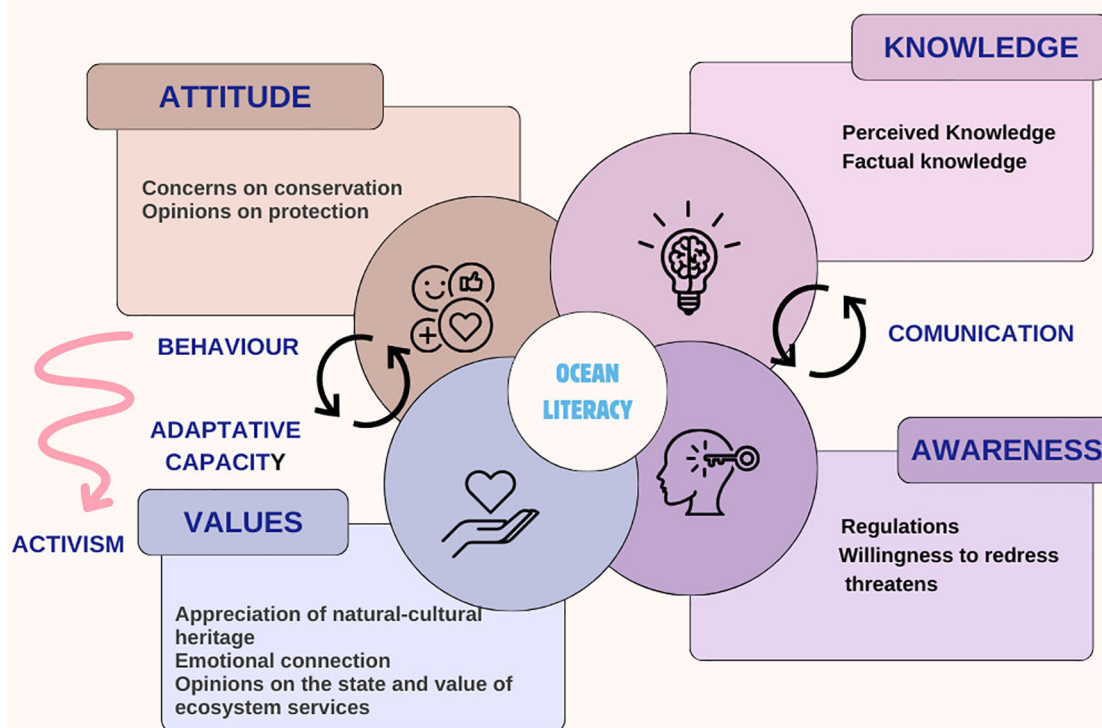 KNOWLEDGE
Perceived Knowledge
Factual knowledge
ATTITUDE
Concerns on conservation
Opinions on protection
BEHAVIOUR
ADAPTATIVE
CAPACITY
ACTIVISM
OCEAN
LITERACY
COMUNICATION
AWARENESS
Regulations
Willingness to redress
threatens
VALUES
Appreciation of natural-cultural
heritage
Emotional connection
Opinions on the state and value of
ecosystem services